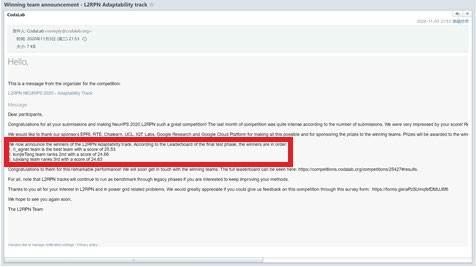 Winning team announcement - L2RPN Adaptability track
CodaLab
发件人: CodaLab <noreply@codalab.org>
时间: 2020年11月3日 21:53
大小: 7 KB
Hello,
This is a message from the organizer for the competition:
L2RPN NEURIPS 2020 - Adaptability Track
Message
Dear participants,
Congratulations for all your submissions and making NeurIPS 2020 L2RPN such a great competition! The last month of competition was quite intense according to the number of submissions. We were very impressed by your score!
We would like to thank our sponsors EPRI, RTE, Chalearn, UCL, IQT Labs, Google Research and Google Cloud Platform for making all this possible and for sponsoring the prizes to the winning teams. Prizes will be awarded to the
We now announce the winners of the L2RPN Adaptability track. According to the Leaderboard of the final test phase, the winners are in order:
rl_agent team is the best team with a score of 25.53
kunjieTang team ranks 2nd with a score of 24.66
lujixiang team ranks 3rd with a score of 24.63
Congratulations to them for this remarkable performance! We will soon get in touch with the winning teams. The full leaderboard can be seen here: https://competitions.codalab.org/competitions/25427#results.
For all, note that L2RPN tracks will continue to run as benchmark through legacy phases if you are interested to keep improving your methods.
Thanks to you all for your interest in L2RPN and in power grid related problems. We would greatly appreciate if you could give us feedback on this competition through this survey form:
We hope to see you again soon,
The L2RPN Team
Unsubscribe or manage notification settings - Privacy policy